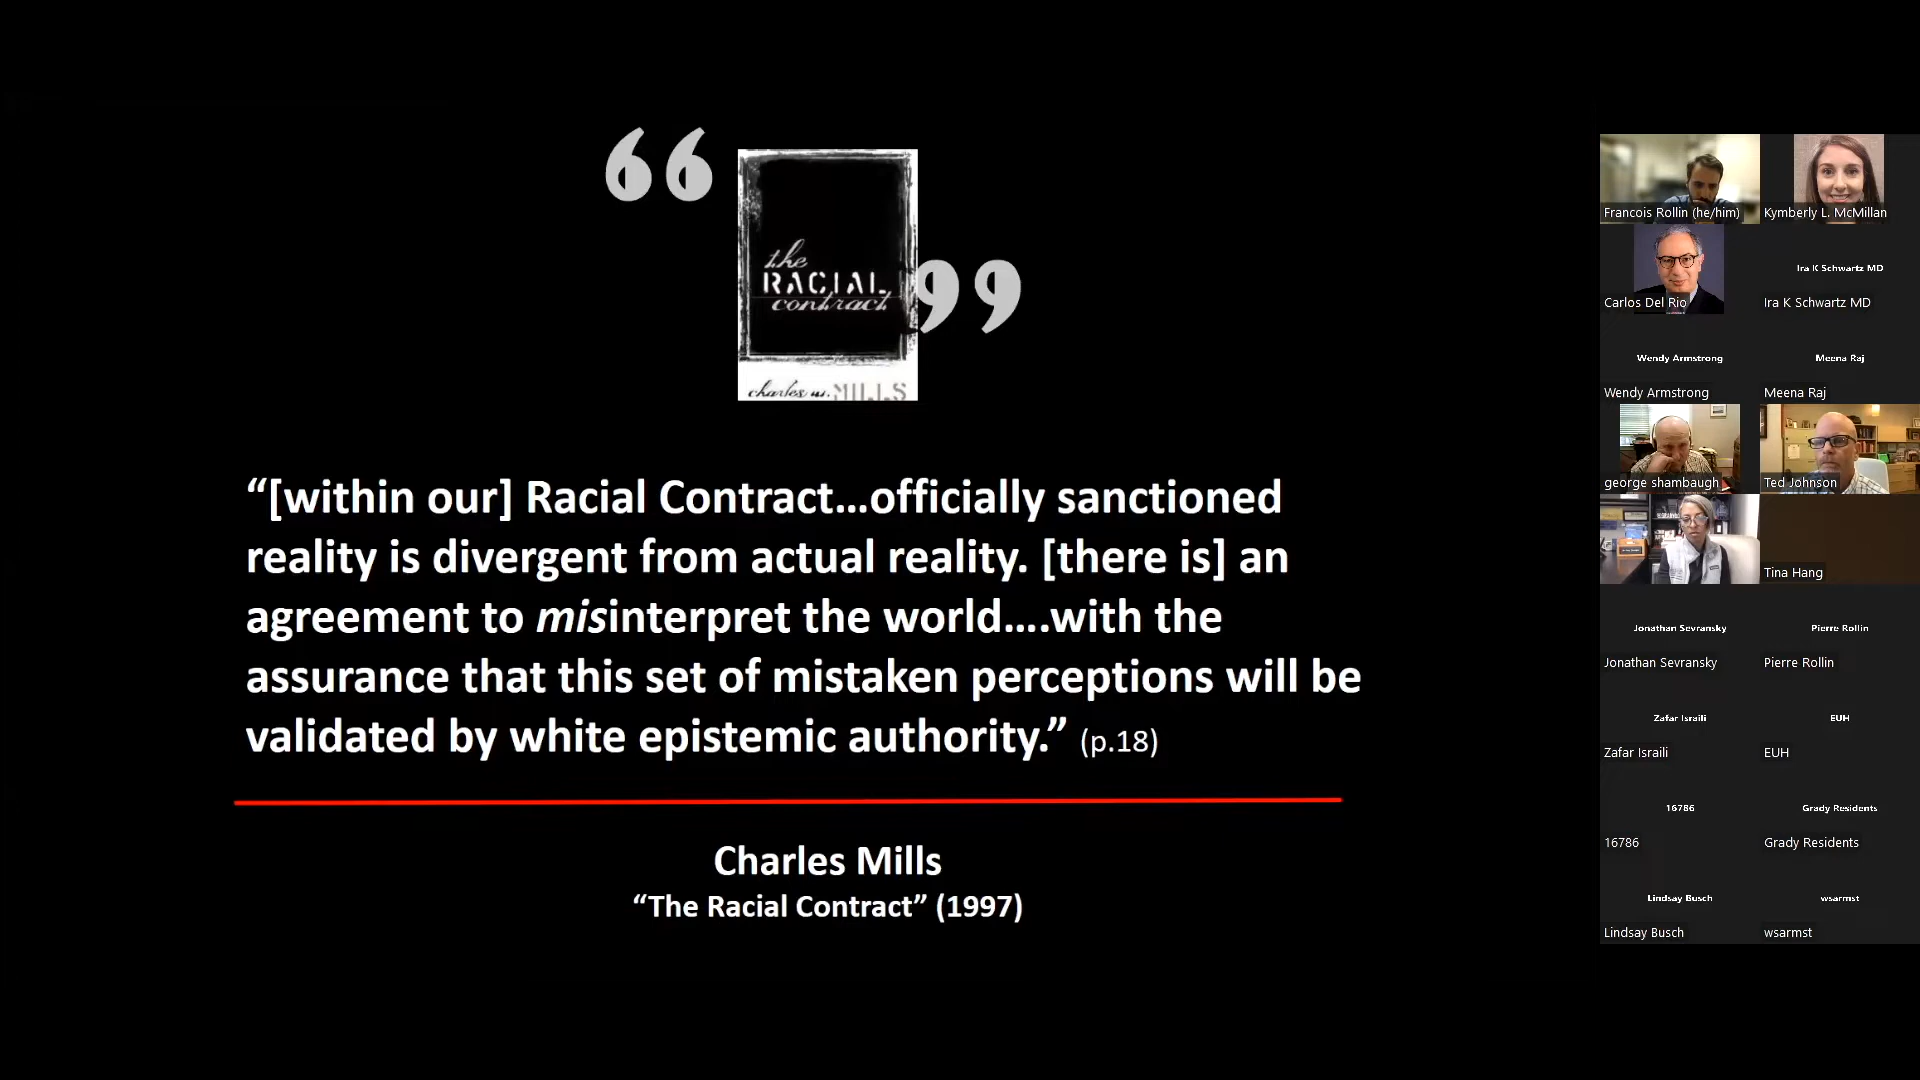 “
the
RACIAL
contract
”
charles w. MILLS
“[within our] Racial Contract...officially sanctioned
reality is divergent from actual reality. [there is] an
agreement to misinterpret the world....with the
assurance that this set of mistaken perceptions will be
validated by white epistemic authority.” (p.18)
Charles Mills
“The Racial Contract” (1997)
Francois Rollin (he/him)
Kymberly L. McMillan
Carlos Del Rio
Ira K Schwartz MD
Ira K Schwartz MD
Wendy Armstrong
Meena Raj
Wendy Armstrong
Meena Raj
george shambaugh
Ted Johnson
Tina Hang
Jonathan Sevransky
Pierre Rollin
Jonathan Sevransky
Pierre Rollin
Zafar Israili
EUH
Zafar Israili
EUH
16786
Grady Residents
16786
Grady Residents
Lindsay Busch
wsarmst
Lindsay Busch
wsarmst